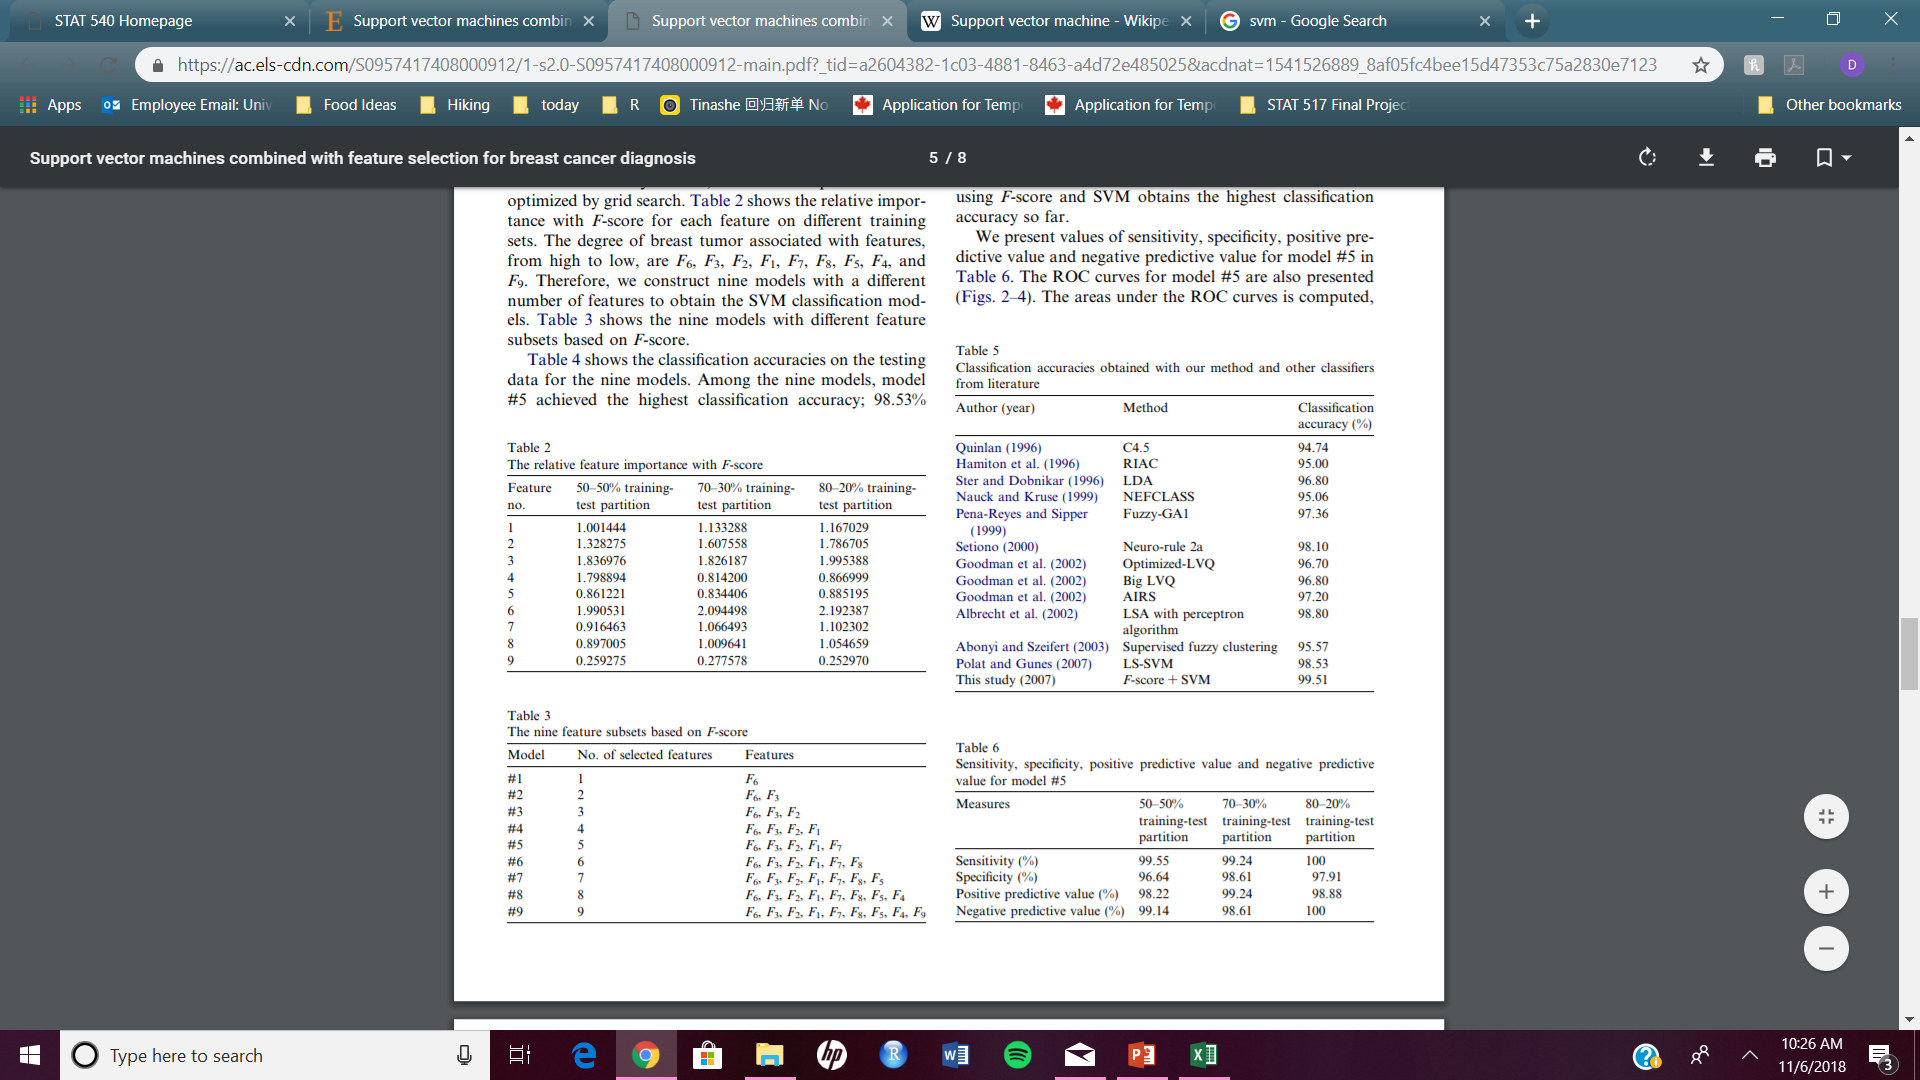 STAT 540 Homepage
Support vector machines combin
Support vector machines combin
Support vector machine - Wikipe
svm - Google Search
https://ac.els-cdn.com/S0957417408000912/1-s2.0-S0957417408000912-main.pdf?_tid=a2604382-1c03-4881-8463-a4d72e485025&acdnat=1541526889_8af05fc4bee15d47353c75a2830e7123
D
Apps
Employee Email: Univ
Food Ideas
Hiking
today
R
Tinashe 回归新单 No
Application for Temp
Application for Temp
STAT 517 Final Projec
Other bookmarks
Support vector machines combined with feature selection for breast cancer diagnosis
5 / 8
optimized by grid search. Table 2 shows the relative impor-
tance with F-score for each feature on different training
sets. The degree of breast tumor associated with features,
from high to low, are F6, F3, F2, F1, F7, F8, F5, F4, and
F9. Therefore, we construct nine models with a different
number of features to obtain the SVM classification mod-
els. Table 3 shows the nine models with different feature
subsets based on F-score.
Table 4 shows the classification accuracies on the testing
data for the nine models. Among the nine models, model
#5 achieved the highest classification accuracy; 98.53%
Table 2
The relative feature importance with F-score
Feature 50–50% training- 70–30% training- 80–20% training-
no. test partition test partition test partition
1 1.001444 1.133288 1.167029
2 1.328275 1.607558 1.786705
3 1.836976 1.826187 1.995388
4 1.798894 0.814200 0.866999
5 0.861221 0.834406 0.885195
6 1.990531 2.094498 2.192387
7 0.916463 1.066493 1.102302
8 0.897005 1.009641 1.054659
9 0.259275 0.277578 0.252970
Table 3
The nine feature subsets based on F-score
Model No. of selected features Features
#1 1 F6
#2 2 F6, F3
#3 3 F6, F3, F2
#4 4 F6, F3, F2, F1
#5 5 F6, F3, F2, F1, F7
#6 6 F6, F3, F2, F1, F7, F8
#7 7 F6, F3, F2, F1, F7, F8, F5
#8 8 F6, F3, F2, F1, F7, F8, F5, F4
#9 9 F6, F3, F2, F1, F7, F8, F5, F4, F9
using F-score and SVM obtains the highest classification
accuracy so far.
We present values of sensitivity, specificity, positive pre-
dictive value and negative predictive value for model #5 in
Table 6. The ROC curves for model #5 are also presented
(Figs. 2–4). The areas under the ROC curves is computed,
Table 5
Classification accuracies obtained with our method and other classifiers
from literature
Author (year) Method Classification
accuracy (%)
Quinlan (1996) C4.5 94.74
Hamiton et al. (1996) RIAC 95.00
Ster and Dobnikar (1996) LDA 96.80
Nauck and Kruse (1999) NEFCLASS 95.06
Pena-Reyes and Sipper Fuzzy-GA1 97.36
(1999)
Setiono (2000) Neuro-rule 2a 98.10
Goodman et al. (2002) Optimized-LVQ 96.70
Goodman et al. (2002) Big LVQ 96.80
Goodman et al. (2002) AIRS 97.20
Albrecht et al. (2002) LSA with perceptron 98.80
algorithm
Abonyi and Szeifert (2003) Supervised fuzzy clustering 95.57
Polat and Gunes (2007) LS-SVM 98.53
This study (2007) F-score + SVM 99.51
Table 6
Sensitivity, specificity, positive predictive value and negative predictive
value for model #5
Measures 50–50% 70–30% 80–20%
training-test training-test training-test
partition partition partition
Sensitivity (%) 99.55 99.24 100
Specificity (%) 96.64 98.61 97.91
Positive predictive value (%) 98.22 99.24 98.88
Negative predictive value (%) 99.14 98.61 100
Type here to search
10:26 AM
11/6/2018
3